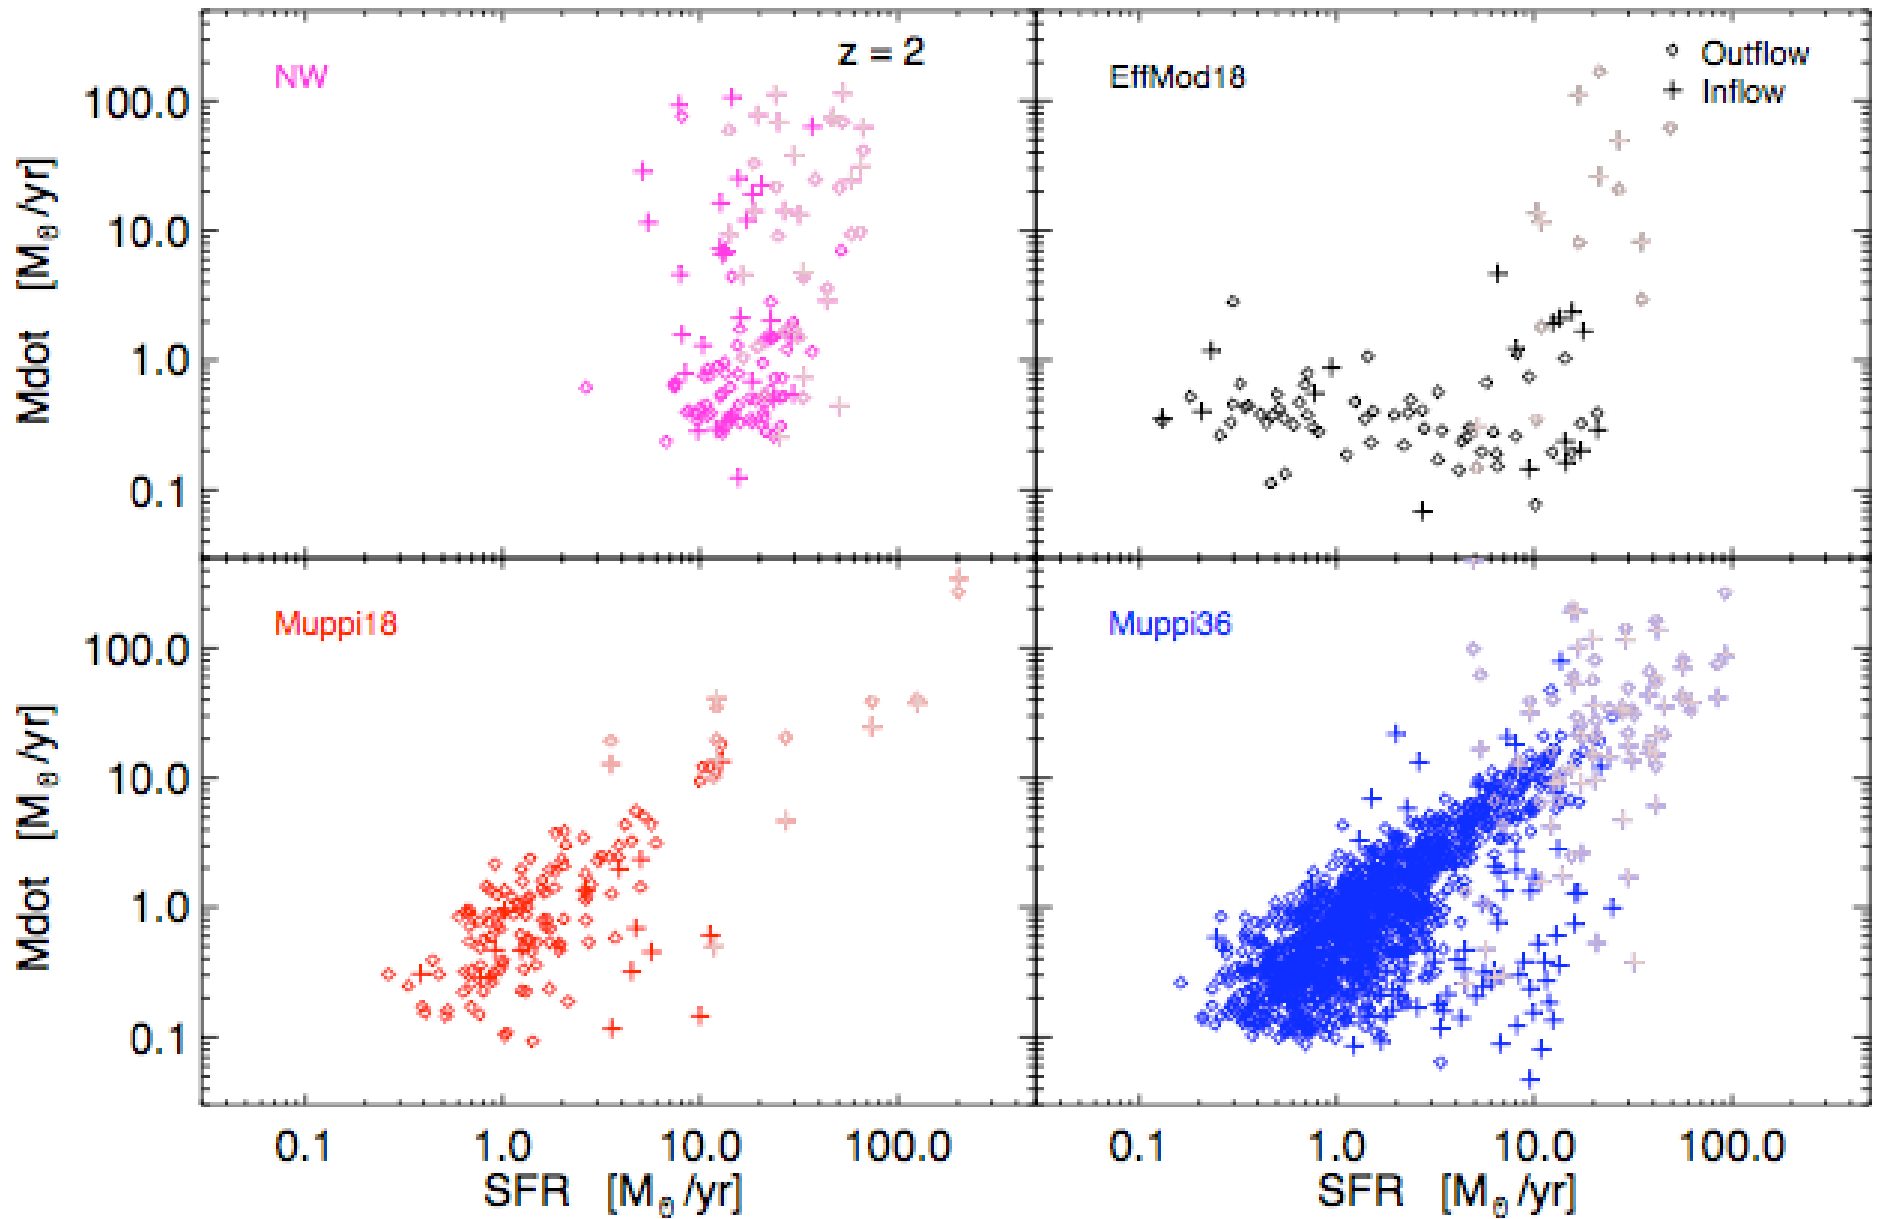 NW
z = 2
EffMod18
Outflow
Inflow
Mdot [M⊙/yr]
100.0
10.0
1.0
0.1
Muppi18
Muppi36
Mdot [M⊙/yr]
100.0
10.0
1.0
0.1
0.1 1.0 10.0 100.0
0.1 1.0 10.0 100.0
SFR [M⊙/yr]
SFR [M⊙/yr]